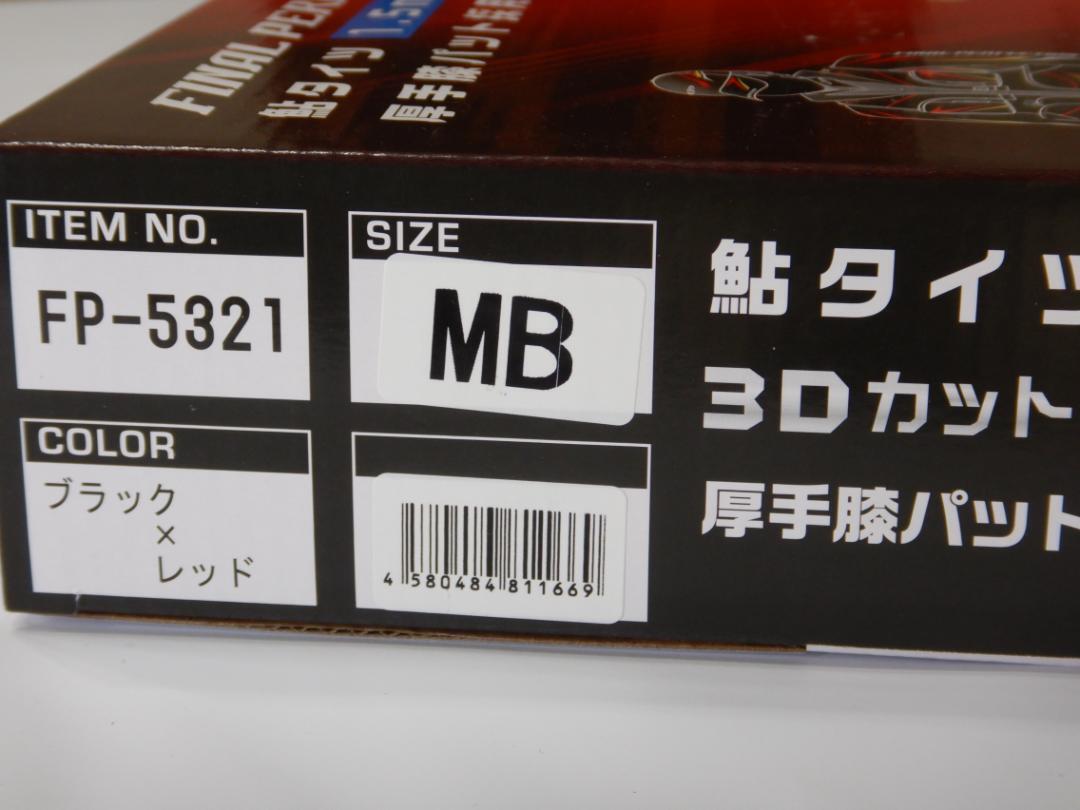 FINAL
鮎タイツ 1.5
厚手膝パット
ITEM NO.
FP-5321
SIZE
MB
COLOR
ブラック
×
レッド
4 580484 811669
鮎タイツ
3Dカット
厚手膝パット